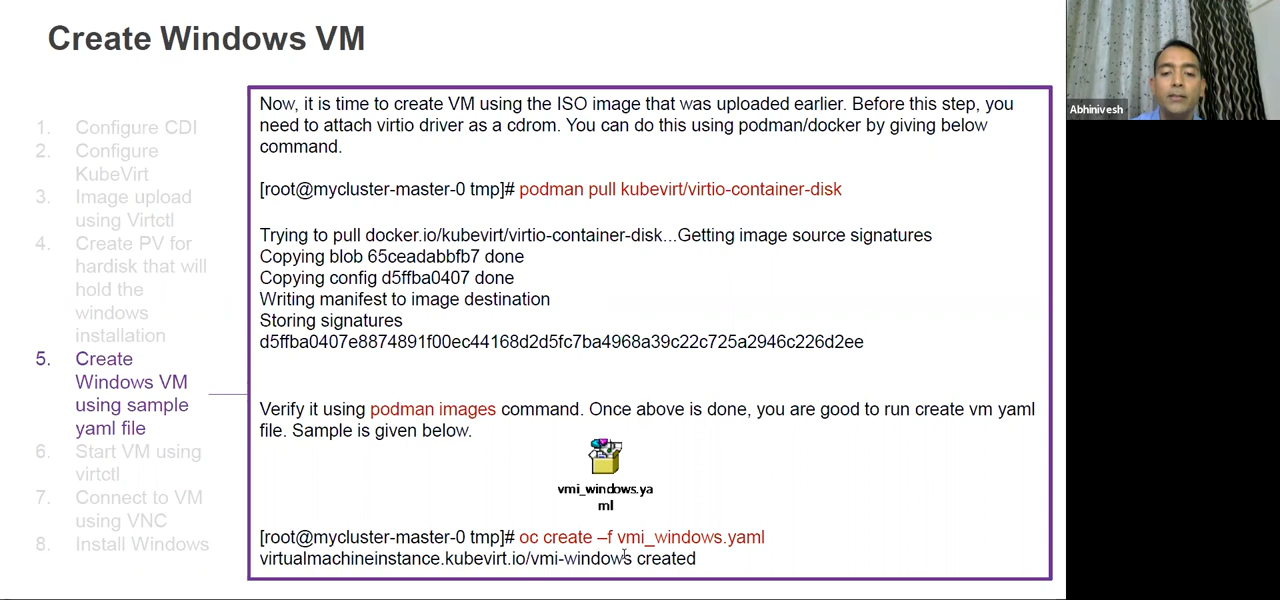 Create Windows VM
1. Configure CDI
2. Configure
KubeVirt
3. Image upload
using Virtctl
4. Create PV for
hardisk that will
hold the
windows
installation
5. Create
Windows VM
using sample
yaml file
6. Start VM using
virtctl
7. Connect to VM
using VNC
8. Install Windows
Now, it is time to create VM using the ISO image that was uploaded earlier. Before this step, you
need to attach virtio driver as a cdrom. You can do this using podman/docker by giving below
command.
[root@mycluster-master-0 tmp]# podman pull kubevirt/virtio-container-disk
Trying to pull docker.io/kubevirt/virtio-container-disk...Getting image source signatures
Copying blob 65ceadabbfb7 done
Copying config d5ffba0407 done
Writing manifest to image destination
Storing signatures
d5ffba0407e8874891f00ec44168d2d5fc7ba4968a39c22c725a2946c226d2ee
Verify it using podman images command. Once above is done, you are good to run create vm yaml
file. Sample is given below.
vmi_windows.ya
ml
[root@mycluster-master-0 tmp]# oc create –f vmi_windows.yaml
virtualmachineinstance.kubevirt.io/vmi-windows created
Abhinivesh